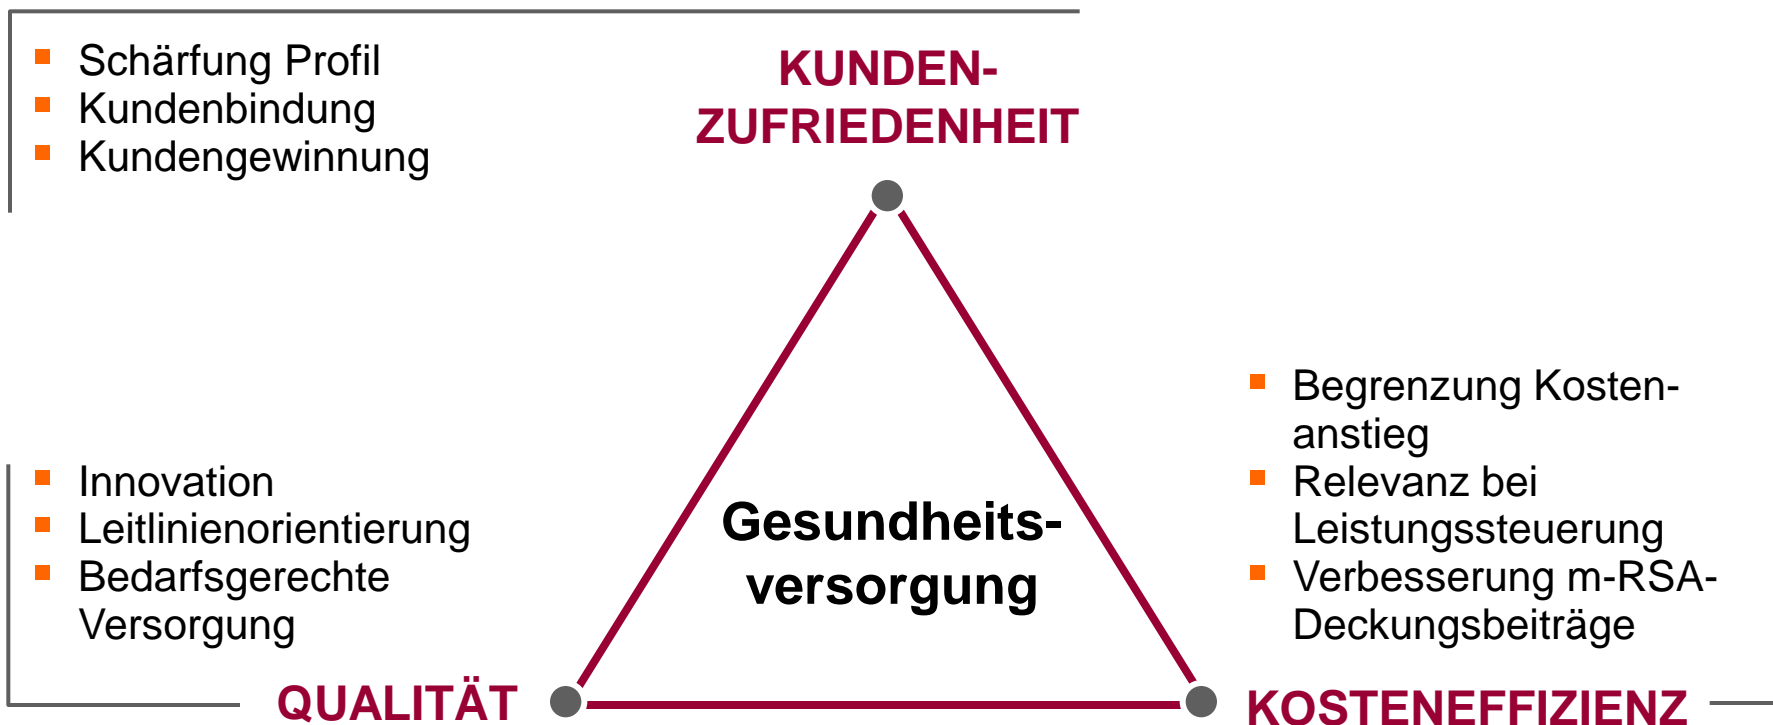 Schärfung Profil
Kundenbindung
Kundengewinnung
KUNDEN-
ZUFRIEDENHEIT
Begrenzung Kosten-
anstieg
Relevanz bei
Leistungssteuerung
Verbesserung m-RSA-
Deckungsbeiträge
Innovation
Leitlinienorientierung
Bedarfsgerechte
Versorgung
Gesundheits-
versorgung
QUALITÄT
KOSTENEFFIZIENZ